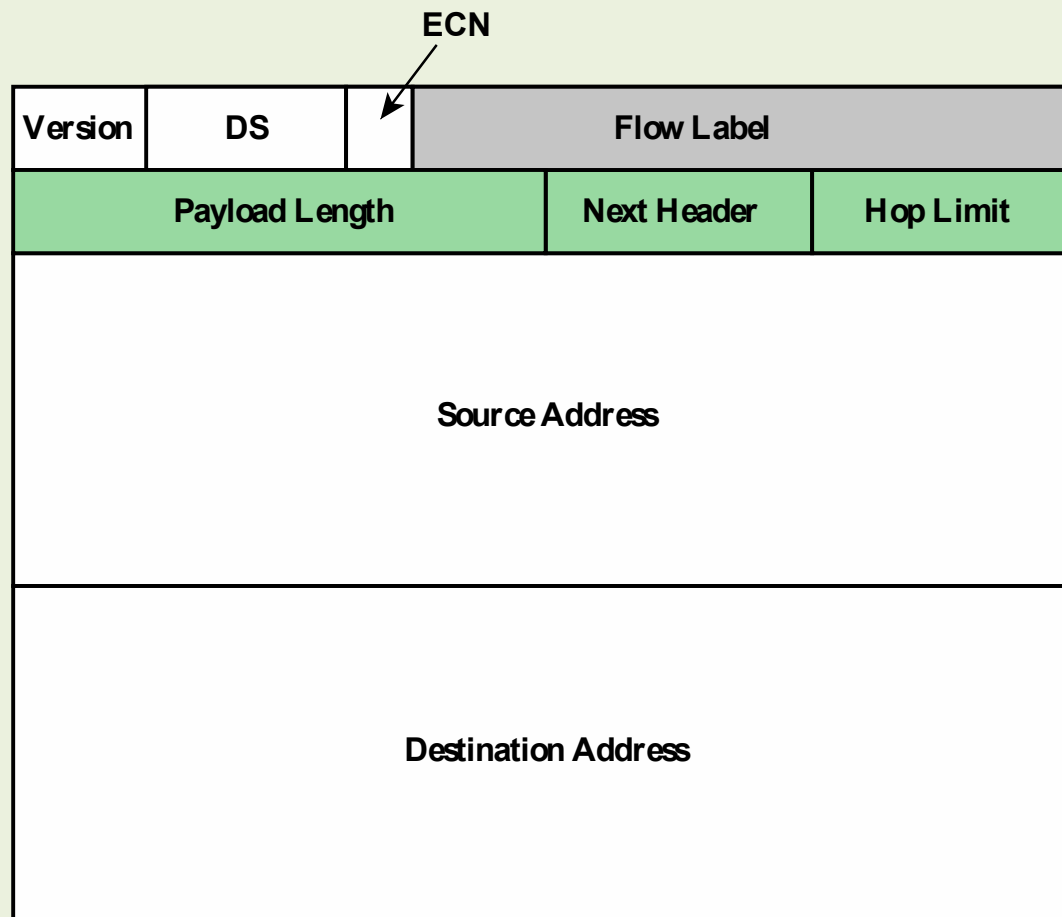 ECN
Version DS Flow Label
Payload Length Next Header Hop Limit
Source Address
Destination Address